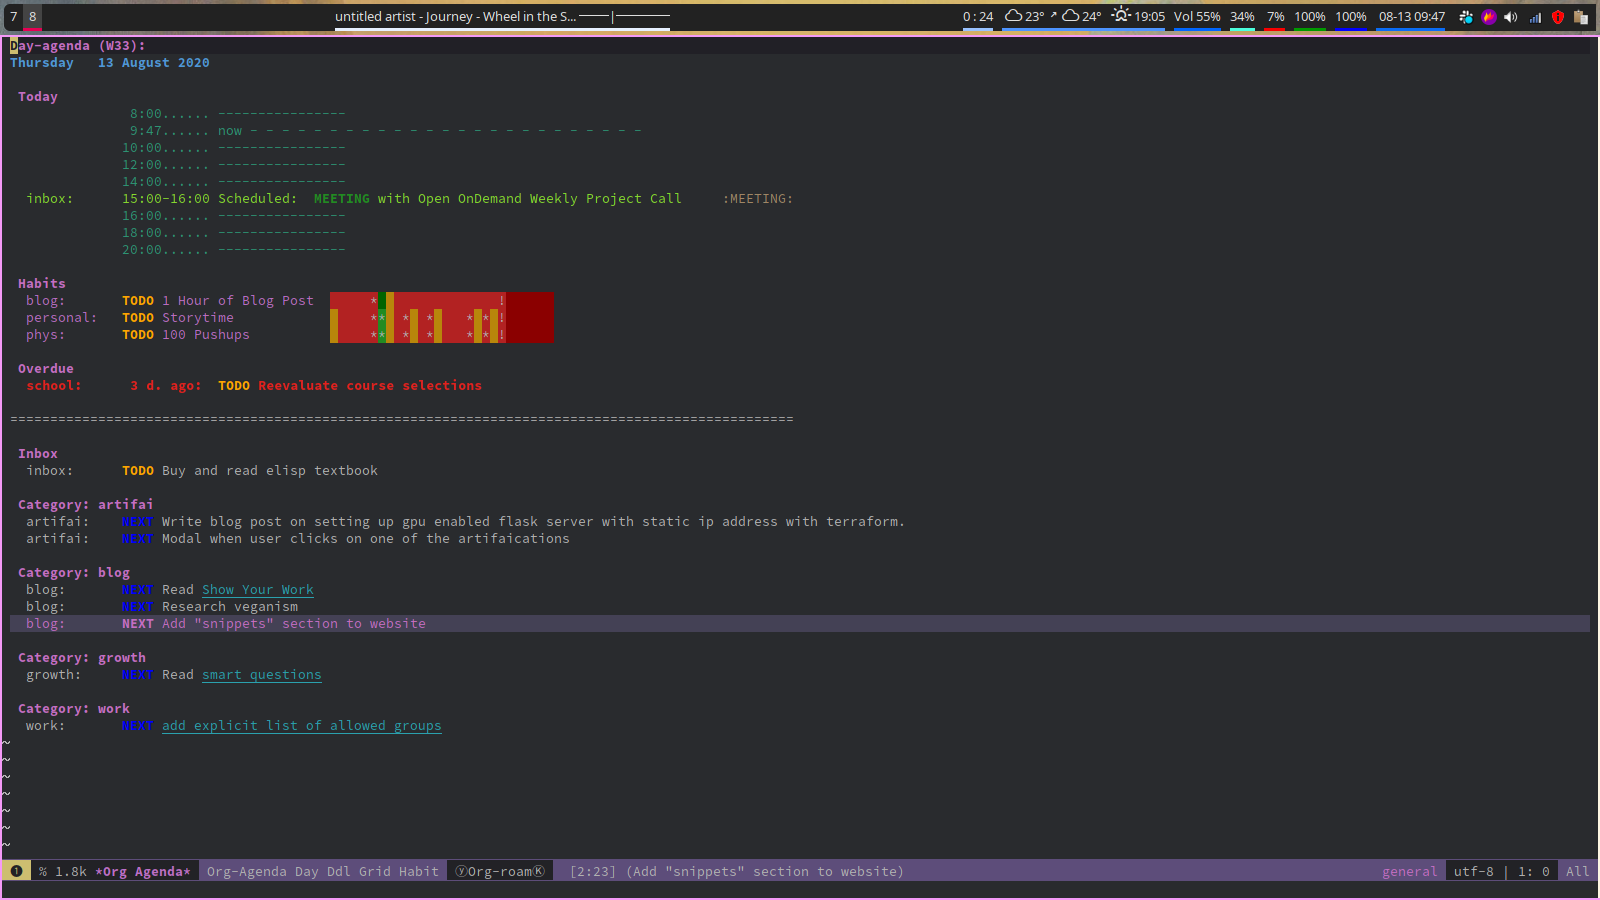 7 8 untitled artist - Journey - Wheel in the S... 0 : 24 23° 24° 19:05 Vol 55% 34% 7% 100% 100% 08-13 09:47
Day-agenda (W33):
Thursday   13 August 2020
Today
8:00...... ----------------
9:47...... now - - - - - - - - - - - - - - - - - - - - - - - - -
10:00...... ----------------
12:00...... ----------------
14:00...... ----------------
inbox: 15:00-16:00 Scheduled: MEETING with Open OnDemand Weekly Project Call :MEETING:
16:00...... ----------------
18:00...... ----------------
20:00...... ----------------
Habits
blog: TODO 1 Hour of Blog Post * !
personal: TODO Storytime ** * * * * !
phys: TODO 100 Pushups ** * * * * !
Overdue
school: 3 d. ago: TODO Reevaluate course selections
==================================================================================================
Inbox
inbox: TODO Buy and read elisp textbook
Category: artifai
artifai: NEXT Write blog post on setting up gpu enabled flask server with static ip address with terraform.
artifai: NEXT Modal when user clicks on one of the artifaications
Category: blog
blog: NEXT Read Show Your Work
blog: NEXT Research veganism
blog: NEXT Add "snippets" section to website
Category: growth
growth: NEXT Read smart questions
Category: work
work: NEXT add explicit list of allowed groups
~
~
~
~
~
~
~
❶ % 1.8k *Org Agenda* Org-Agenda Day Ddl Grid Habit ⓨOrg-roamⓀ [2:23] (Add "snippets" section to website) general utf-8 | 1: 0 All